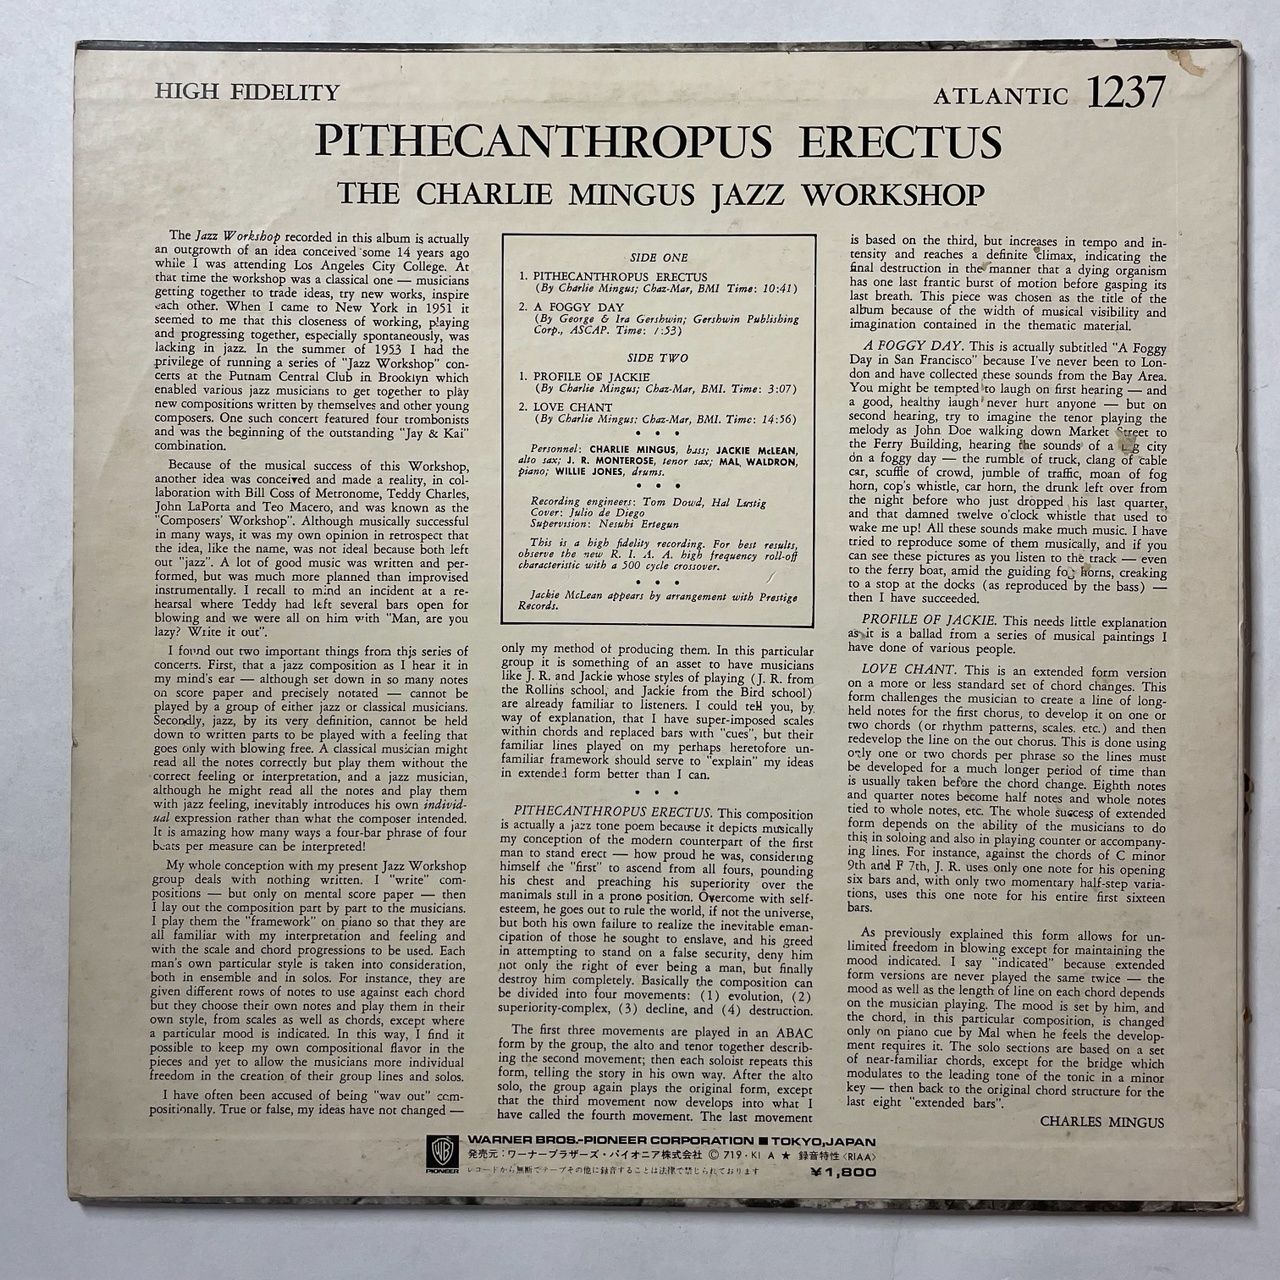 HIGH FIDELITY
ATLANTIC 1237
PITHECANTHROPUS ERECTUS
THE CHARLIE MINGUS JAZZ WORKSHOP
The Jazz Workshop recorded in this album is actually
an outgrowth of an idea conceived some 14 years ago
while I was attending Los Angeles City College. At
that time the workshop was a classical one — musicians
getting together to trade ideas, try new works, inspire
each other. When I came to New York in 1951 it
seemed to me that this closeness of working, playing
and progressing together, especially spontaneously, was
lacking in jazz. In the summer of 1953 I had the
privilege of running a series of "Jazz Workshop" con-
certs at the Putnam Central Club in Brooklyn which
enabled various jazz musicians to get together to play
new compositions written by themselves and other young
composers. One such concert featured four trombonists
and was the beginning of the outstanding "Jay & Kai"
combination.
Because of the musical success of this Workshop,
another idea was conceived and made a reality, in col-
laboration with Bill Coss of Metronome, Teddy Charles,
John LaPorta and Teo Macero, and was known as the
"Composers' Workshop". Although musically successful
in many ways, it was my own opinion in retrospect that
the idea, like the name, was not ideal because both left
out "jazz". A lot of good music was written and per-
formed, but was much more planned than improvised
instrumentally. I recall to mind an incident at a re-
hearsal where Teddy had left several bars open for
blowing and we were all on him with "Man, are you
lazy? Write it out".
I found out two important things from this series of
concerts. First, that a jazz composition as I hear it in
my mind's ear — although set down in so many notes
on score paper and precisely notated — cannot be
played by a group of either jazz or classical musicians.
Secondly, jazz, by its very definition, cannot be held
down to written parts to be played with a feeling that
goes only with blowing free. A classical musician might
read all the notes correctly but play them without the
correct feeling or interpretation, and a jazz musician,
although he might read all the notes and play them
with jazz feeling, inevitably introduces his own individ-
ual expression rather than what the composer intended.
It is amazing how many ways a four-bar phrase of four
beats per measure can be interpreted!
My whole conception with my present Jazz Workshop
group deals with nothing written. I "write" com-
positions — but only on mental score paper — then
I lay out the composition part by part to the musicians.
I play them the "framework" on piano so that they are
all familiar with my interpretation and feeling and
with the scale and chord progressions to be used. Each
man's own particular style is taken into consideration,
both in ensemble and in solos. For instance, they are
given different rows of notes to use against each chord
but they choose their own notes and play them in their
own style, from scales as well as chords, except where
a particular mood is indicated. In this way, I find it
possible to keep my own compositional flavor in the
pieces and yet to allow the musicians more individual
freedom in the creation of their group lines and solos.
I have often been accused of being "way out" com-
positionally. True or false, my ideas have not changed —
SIDE ONE
1. PITHECANTHROPUS ERECTUS
(By Charlie Mingus; Chaz-Mar, BMI Time: 10:41)
2. A FOGGY DAY
(By George & Ira Gershwin; Gershwin Publishing
Corp., ASCAP. Time: 7:53)
SIDE TWO
1. PROFILE OF JACKIE
(By Charlie Mingus; Chaz-Mar, BMI. Time: 3:07)
2. LOVE CHANT
(By Charlie Mingus: Chaz-Mar, BMI. Time: 14:56)
• • •
Personnel: CHARLIE MINGUS, bass; JACKIE McLEAN,
alto sax; J. R. MONTEROSE, tenor sax; MAL WALDRON,
piano; WILLIE JONES, drums.
• • •
Recording engineers: Tom Dowd, Hal Lustig
Cover: Julio de Diego
Supervision: Nesuhi Ertegun
This is a high fidelity recording. For best results,
observe the new R. I. A. A. high frequency roll-off
characteristic with a 500 cycle crossover.
• • •
Jackie McLean appears by arrangement with Prestige
Records.
only my method of producing them. In this particular
group it is something of an asset to have musicians
like J. R. and Jackie whose styles of playing (J. R. from
the Rollins school, and Jackie from the Bird school)
are already familiar to listeners. I could tell you, by
way of explanation, that I have super-imposed scales
within chords and replaced bars with "cues", but their
familiar lines played on my perhaps heretofore un-
familiar framework should serve to "explain" my ideas
in extended form better than I can.
• • •
PITHECANTHROPUS ERECTUS. This composition
is actually a jazz tone poem because it depicts musically
my conception of the modern counterpart of the first
man to stand erect — how proud he was, considering
himself the "first" to ascend from all fours, pounding
his chest and preaching his superiority over the
manimals still in a prone position. Overcome with self-
esteem, he goes out to rule the world, if not the universe,
but both his own failure to realize the inevitable eman-
cipation of those he sought to enslave, and his greed
in attempting to stand on a false security, deny him
not only the right of ever being a man, but finally
destroy him completely. Basically the composition can
be divided into four movements: (1) evolution, (2)
superiority-complex, (3) decline, and (4) destruction.
The first three movements are played in an ABAC
form by the group, the alto and tenor together describ-
ing the second movement; then each soloist repeats this
form, telling the story in his own way. After the alto
solo, the group again plays the original form, except
that the third movement now develops into what I
have called the fourth movement. The last movement
is based on the third, but increases in tempo and in-
tensity and reaches a definite climax, indicating the
final destruction in the manner that a dying organism
has one last frantic burst of motion before gasping its
last breath. This piece was chosen as the title of the
album because of the width of musical visibility and
imagination contained in the thematic material.
A FOGGY DAY. This is actually subtitled "A Foggy
Day in San Francisco" because I've never been to Lon-
don and have collected these sounds from the Bay Area.
You might be tempted to laugh on first hearing — and
a good, healthy laugh never hurt anyone — but on
second hearing, try to imagine the tenor playing the
melody as John Doe walking down Market Street to
the Ferry Building, hearing the sounds of a big city
on a foggy day — the rumble of truck, clang of cable
car, scuffle of crowd, jumble of traffic, moan of fog
horn, cop's whistle, car horn, the drunk left over from
the night before who just dropped his last quarter,
and that damned twelve o'clock whistle that used to
wake me up! All these sounds make much music. I have
tried to reproduce some of them musically, and if you
can see these pictures as you listen to the track — even
to the ferry boat, amid the guiding fog horns, creaking
to a stop at the docks (as reproduced by the bass) —
then I have succeeded.
PROFILE OF JACKIE. This needs little explanation
as it is a ballad from a series of musical paintings I
have done of various people.
LOVE CHANT. This is an extended form version
on a more or less standard set of chord changes. This
form challenges the musician to create a line of long-
held notes for the first chorus, to develop it on one or
two chords (or rhythm patterns, scales. etc.) and then
redevelop the line on the out chorus. This is done using
only one or two chords per phrase so the lines must
be developed for a much longer period of time than
is usually taken before the chord change. Eighth notes
and quarter notes become half notes and whole notes
tied to whole notes, etc. The whole success of extended
form depends on the ability of the musicians to do
this in soloing and also in playing counter or accompany-
ing lines. For instance, against the chords of C minor
9th and F 7th, J. R. uses only one note for his opening
six bars and, with only two momentary half-step varia-
tions, uses this one note for his entire first sixteen
bars.
As previously explained this form allows for un-
limited freedom in blowing except for maintaining the
mood indicated. I say "indicated" because extended
form versions are never played the same twice — the
mood as well as the length of line on each chord depends
on the musician playing. The mood is set by him, and
the chord, in this particular composition, is changed
only on piano cue by Mal when he feels the develop-
ment requires it. The solo sections are based on a set
of near-familiar chords, except for the bridge which
modulates to the leading tone of the tonic in a minor
key — then back to the original chord structure for the
last eight "extended bars".
CHARLES MINGUS
WB PIONEER
WARNER BROS.-PIONEER CORPORATION ■ TOKYO, JAPAN
発売元：ワーナーブラザーズ・パイオニア株式会社 Ⓒ 719・KI A ★ 録音特性〈RIAA〉
レコードから無断でテープその他に録音することは法律で禁じられております
¥1,800